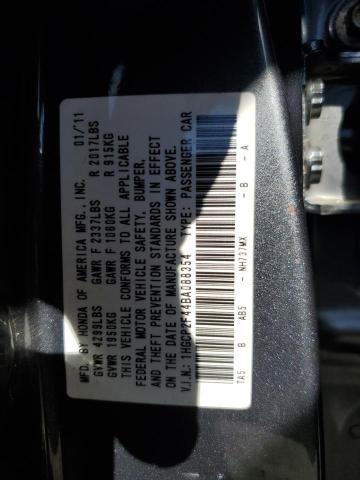 MFD. BY HONDA OF AMERICA MFG., INC. 01/11
GVWR 4299LBS GAWR F 2337LBS R 2017LBS
GVWR 1950KG GAWR F 1060KG R 915KG
THIS VEHICLE CONFORMS TO ALL APPLICABLE
FEDERAL MOTOR VEHICLE SAFETY, BUMPER,
AND THEFT PREVENTION STANDARDS IN EFFECT
ON THE DATE OF MANUFACTURE SHOWN ABOVE.
V.I.N.: 1HGCP2F44BA088354 TYPE: PASSENGER CAR
TA5 B AB5 - NH737MX - B - A